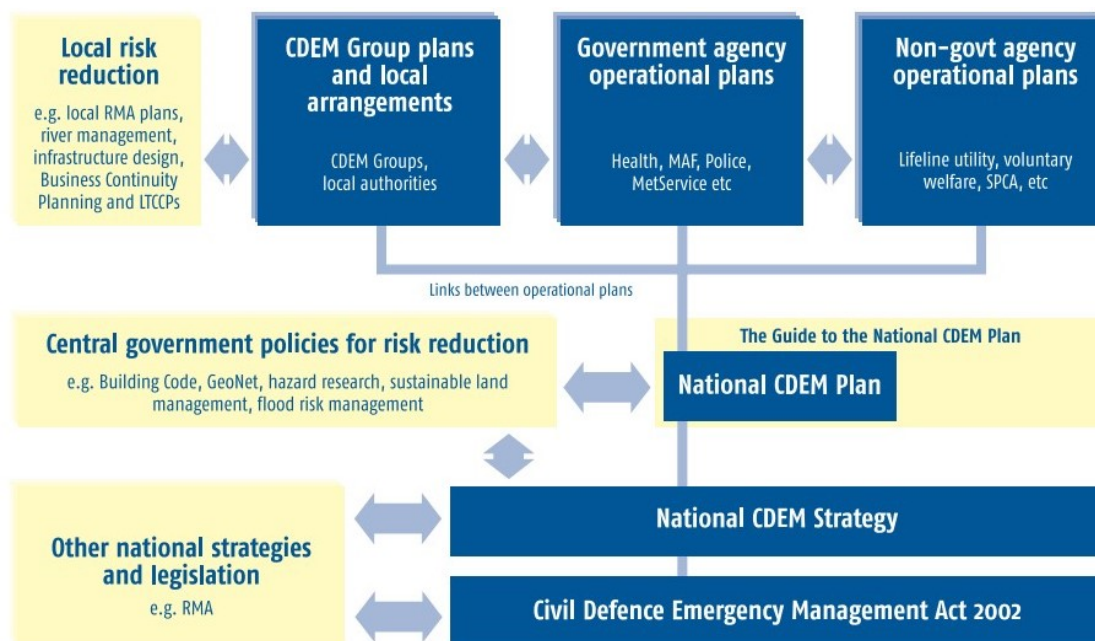 Local risk
reduction
e.g. local RMA plans,
river management,
infrastructure design,
Business Continuity
Planning and LTCCPs
CDEM Group plans
and local
arrangements
CDEM Groups,
local authorities
Government agency
operational plans
Health, MAF, Police,
MetService etc
Non-govt agency
operational plans
Lifeline utility, voluntary
welfare, SPCA, etc
Links between operational plans
Central government policies for risk reduction
e.g. Building Code, GeoNet, hazard research, sustainable land
management, flood risk management
The Guide to the National CDEM Plan
National CDEM Plan
Other national strategies
and legislation
e.g. RMA
National CDEM Strategy
Civil Defence Emergency Management Act 2002